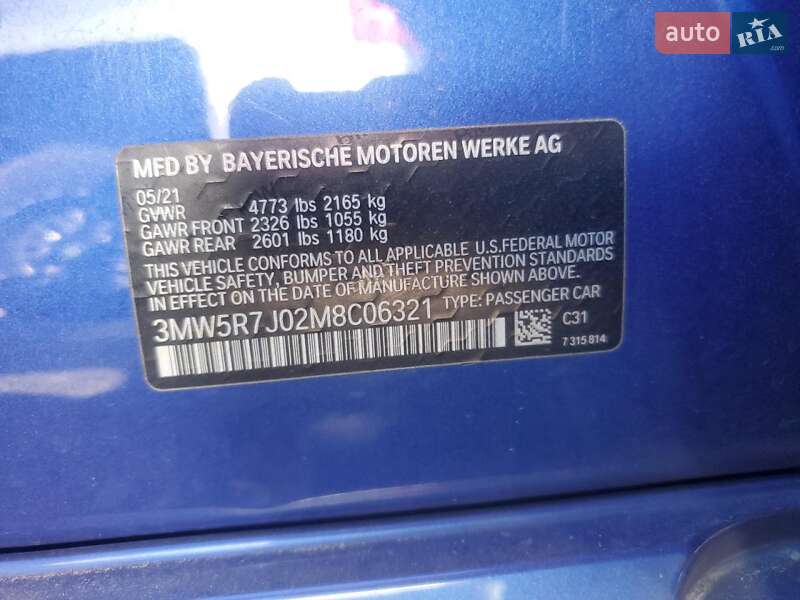 auto RIA.com
MFD BY BAYERISCHE MOTOREN WERKE AG
05/21
GVWR 4773 lbs 2165 kg
GAWR FRONT 2326 lbs 1055 kg
GAWR REAR 2601 lbs 1180 kg
THIS VEHICLE CONFORMS TO ALL APPLICABLE U.S.FEDERAL MOTOR
VEHICLE SAFETY, BUMPER AND THEFT PREVENTION STANDARDS
IN EFFECT ON THE DATE OF MANUFACTURE SHOWN ABOVE.
3MW5R7J02M8C06321 TYPE: PASSENGER CAR
C31
7 315 814